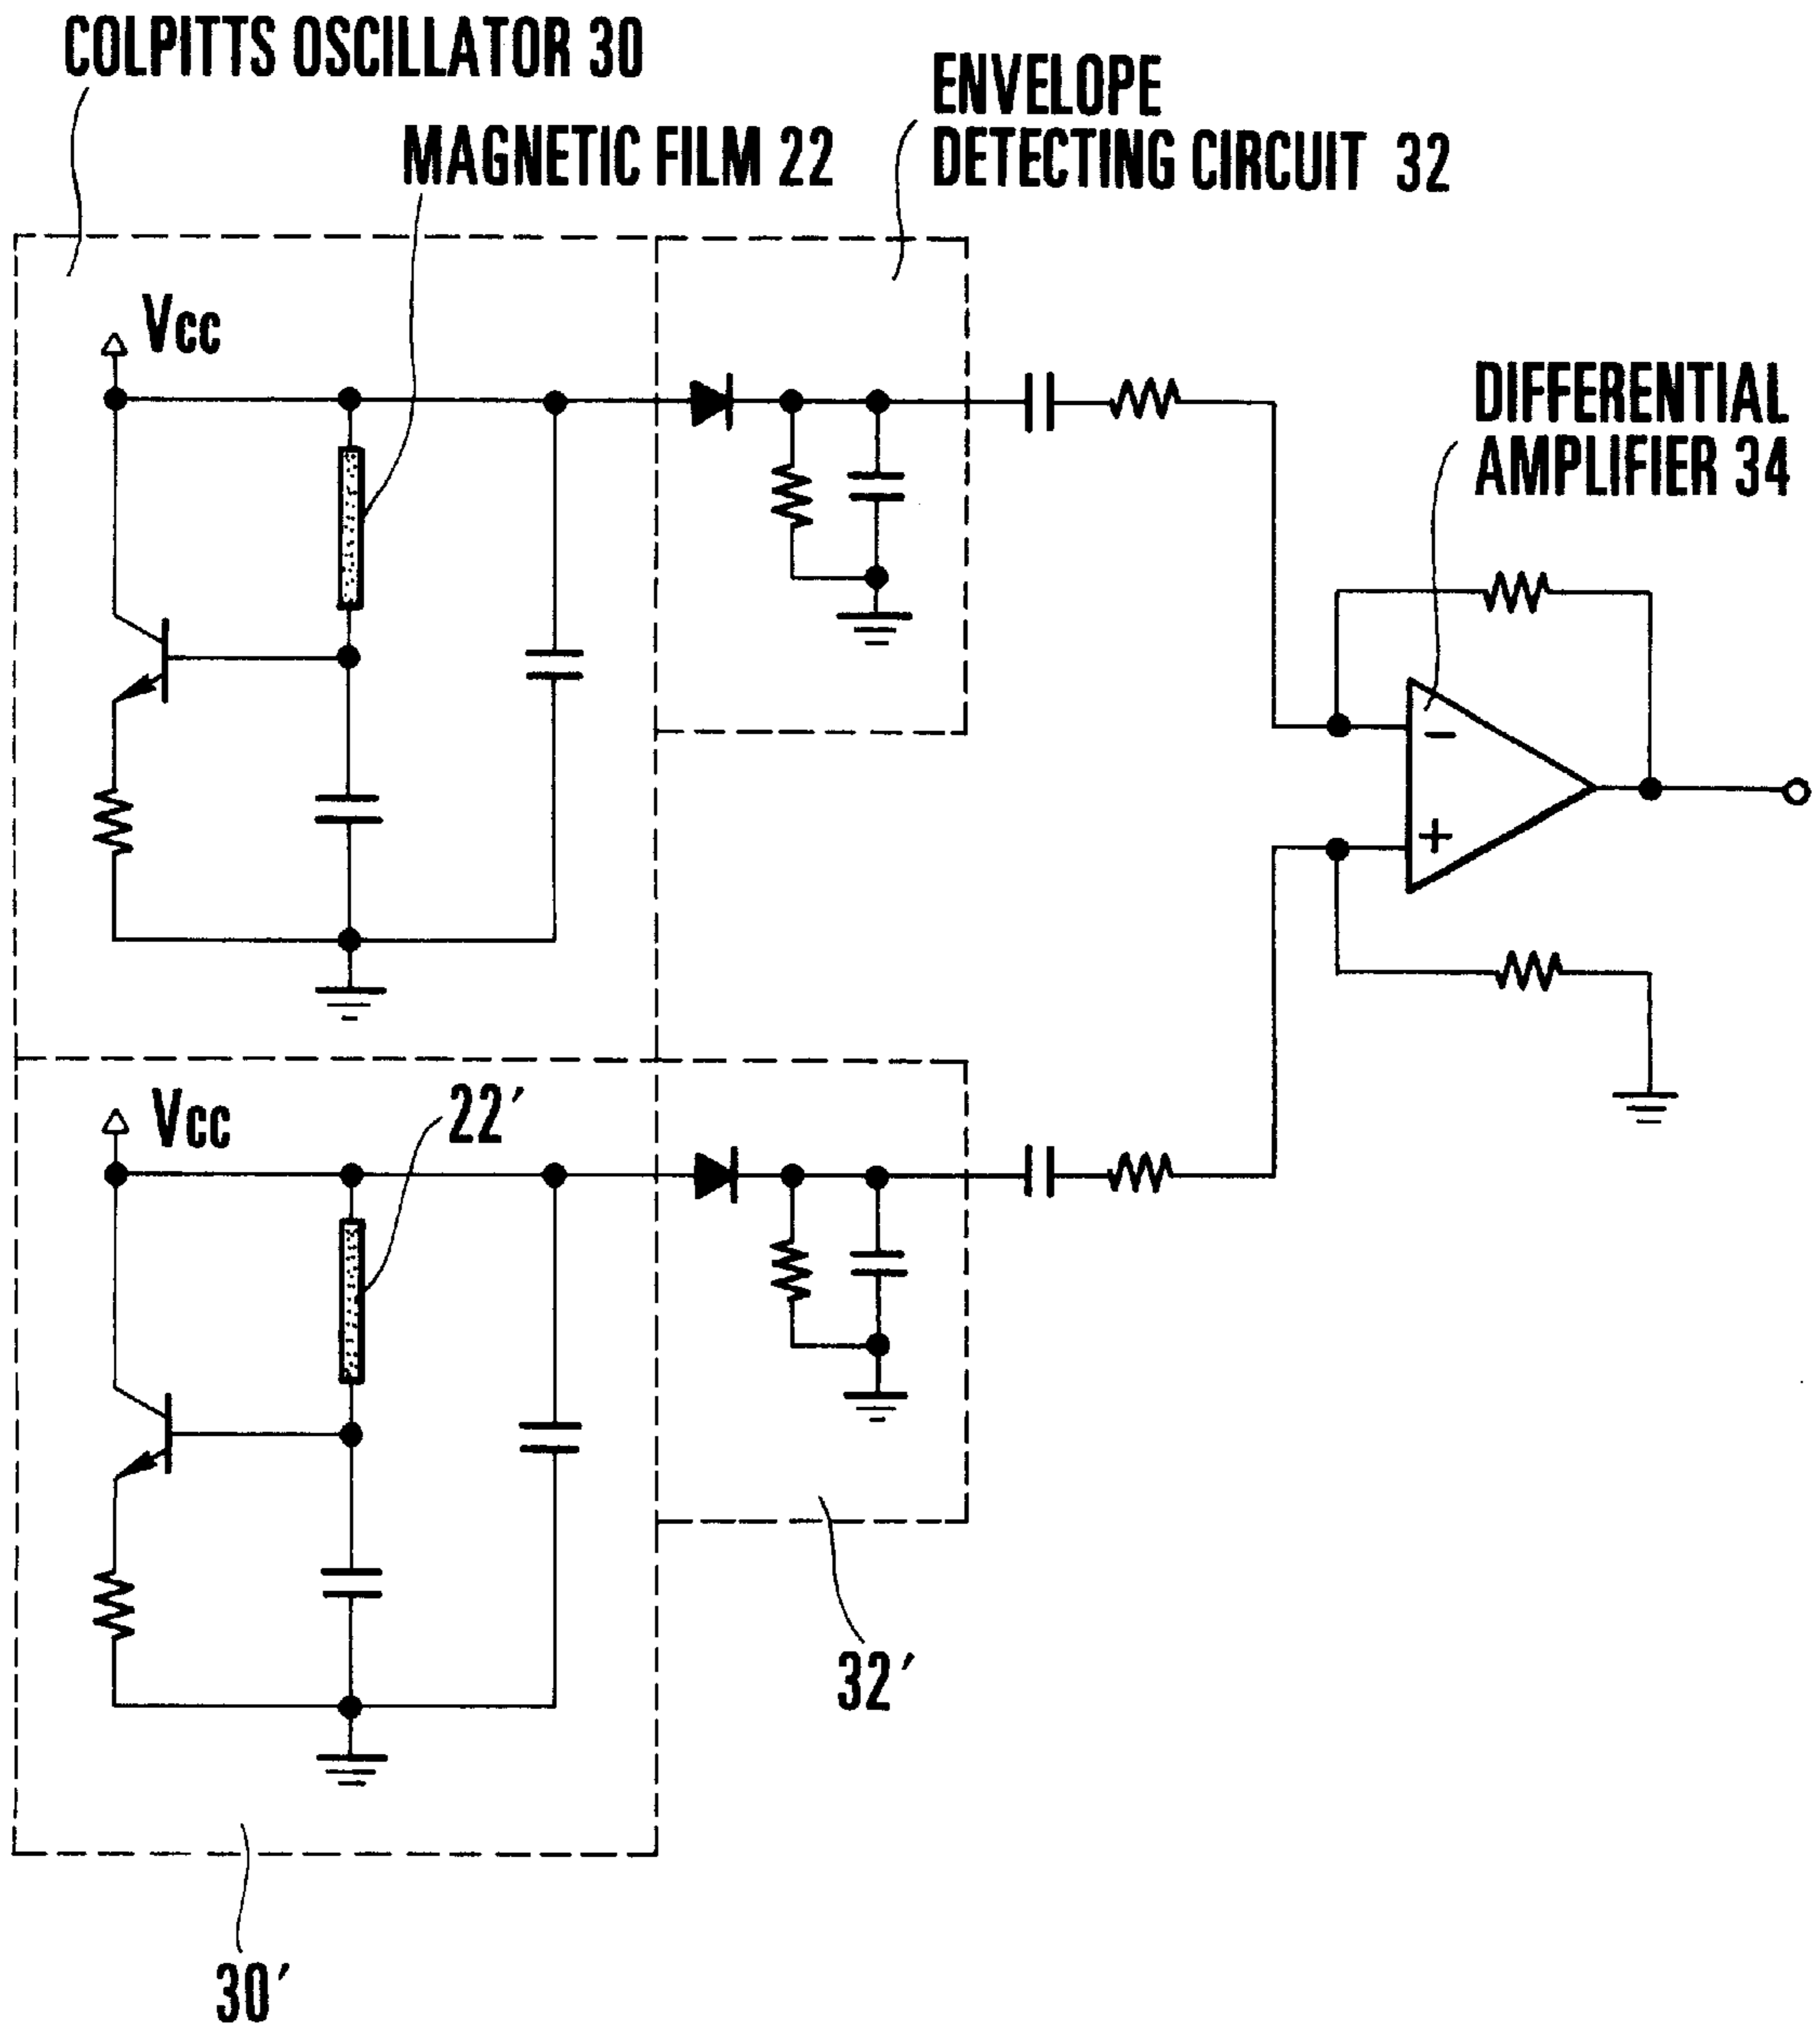 COLPITTS OSCILLATOR 30
ENVELOPE
DETECTING CIRCUIT 32
MAGNETIC FILM 22
Vcc
DIFFERENTIAL
AMPLIFIER 34
−
+
Vcc
22′
32′
30′